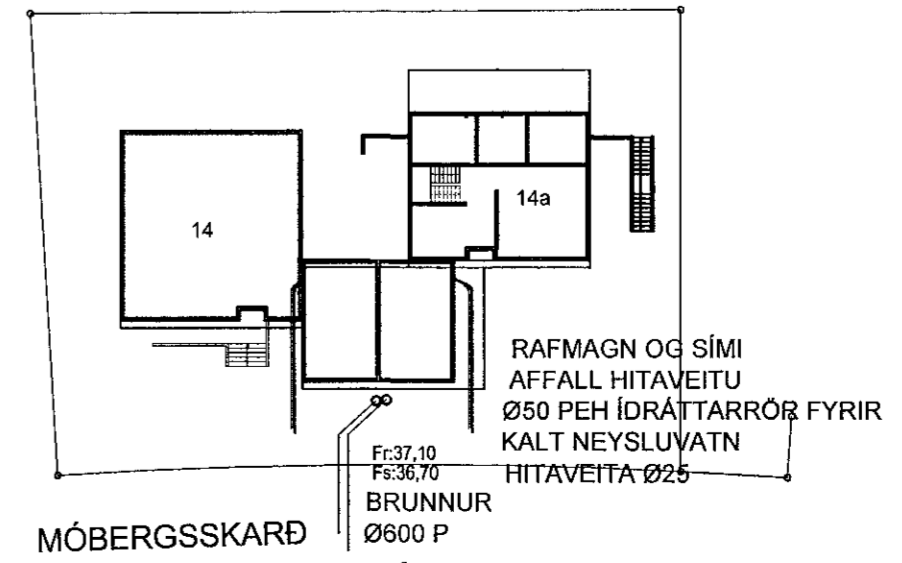 14a
14
RAFMAGN OG SÍMI
AFFALL HITAVEITU
Ø50 PEH ÍDRÁTTARRÖR FYRIR
KALT NEYSLUVATN
HITAVEITA Ø25
Fr:37,10
Fs:36,70
BRUNNUR
Ø600 P
MÓBERGSSKARÐ